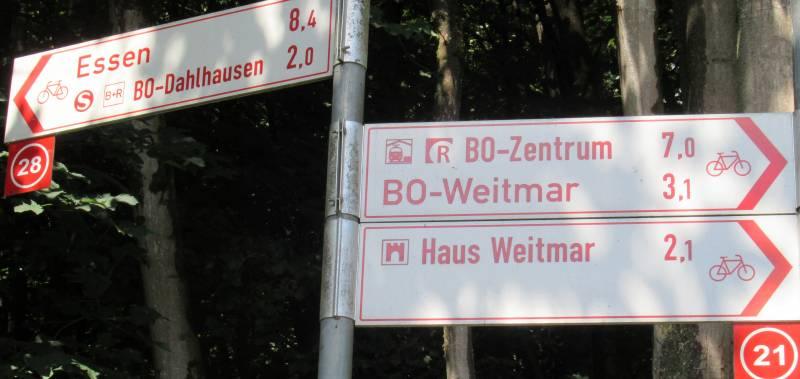 Essen 8,4
S B+R BO-Dahlhausen 2,0
28
R BO-Zentrum 7,0
BO-Weitmar 3,1
Haus Weitmar 2,1
21